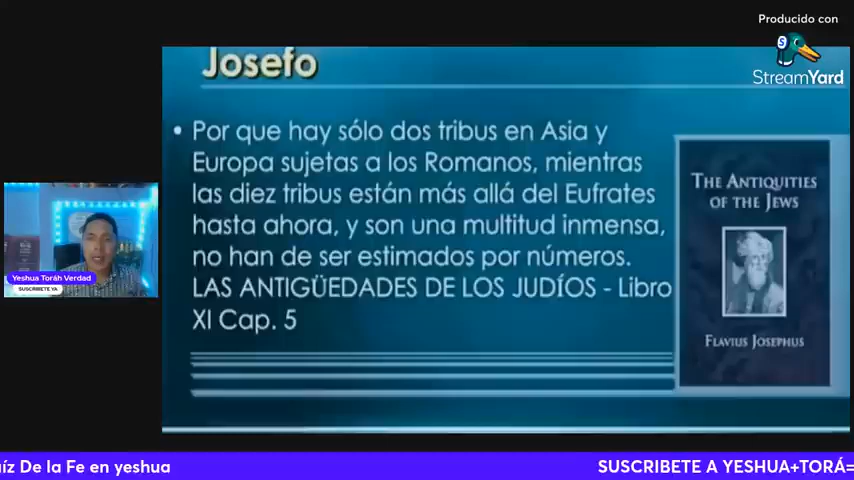 Producido con
StreamYard
Josefo
• Por que hay sólo dos tribus en Asia y
Europa sujetas a los Romanos, mientras
las diez tribus están más allá del Eufrates
hasta ahora, y son una multitud inmensa,
no han de ser estimados por números.
LAS ANTIGÜEDADES DE LOS JUDÍOS - Libro
XI Cap. 5
THE ANTIQUITIES
OF THE JEWS
FLAVIUS JOSEPHUS
Yeshua Toráh Verdad
SUSCRIBETE YA
íz De la Fe en yeshua
SUSCRIBETE A YESHUA+TORÁ=